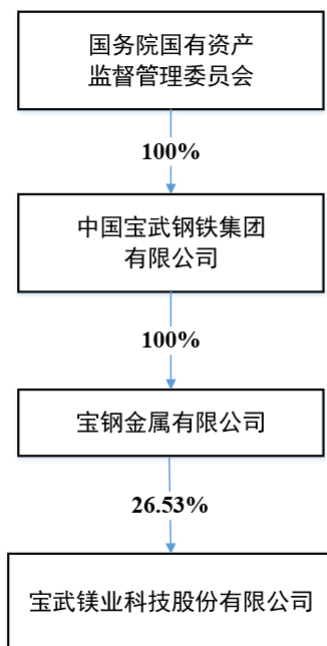 国务院国有资产
监督管理委员会
100%
中国宝武钢铁集团
有限公司
100%
宝钢金属有限公司
26.53%
宝武镁业科技股份有限公司